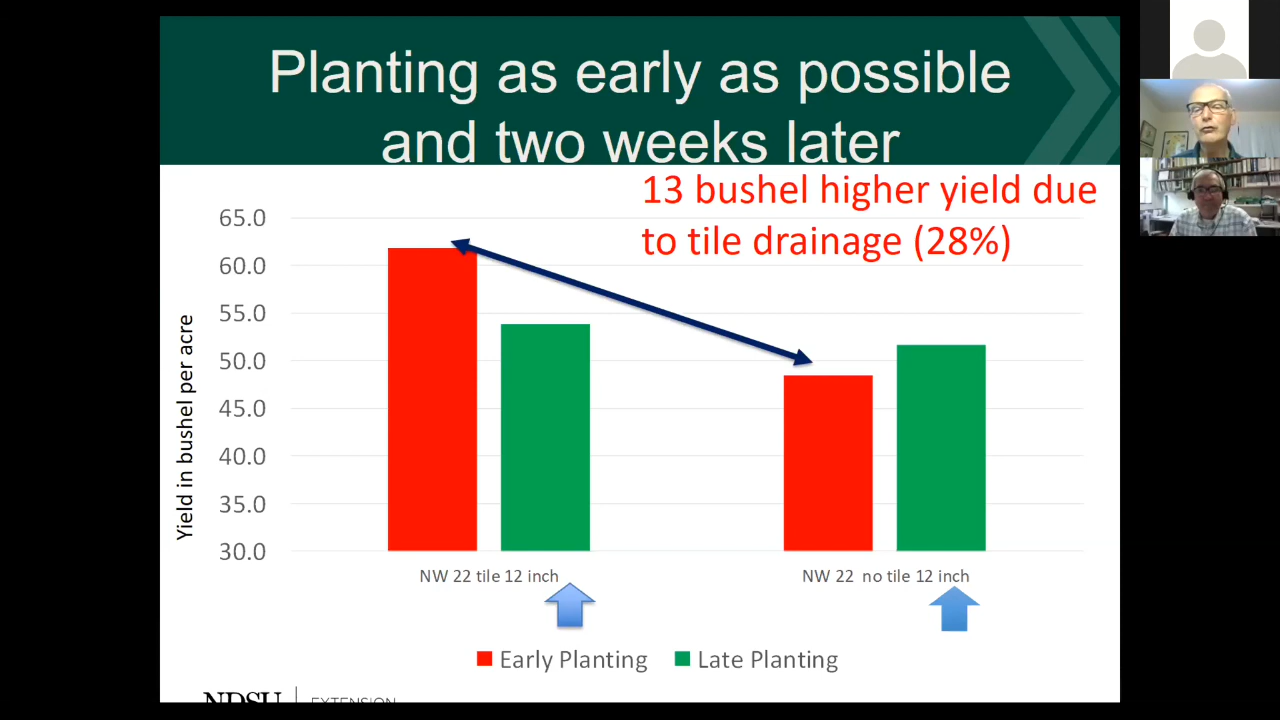 Planting as early as possible
and two weeks later
13 bushel higher yield due
to tile drainage (28%)
65.0
60.0
55.0
50.0
45.0
40.0
35.0
30.0
Yield in bushel per acre
NW 22 tile 12 inch
NW 22 no tile 12 inch
Early Planting
Late Planting
NDSU EXTENSION